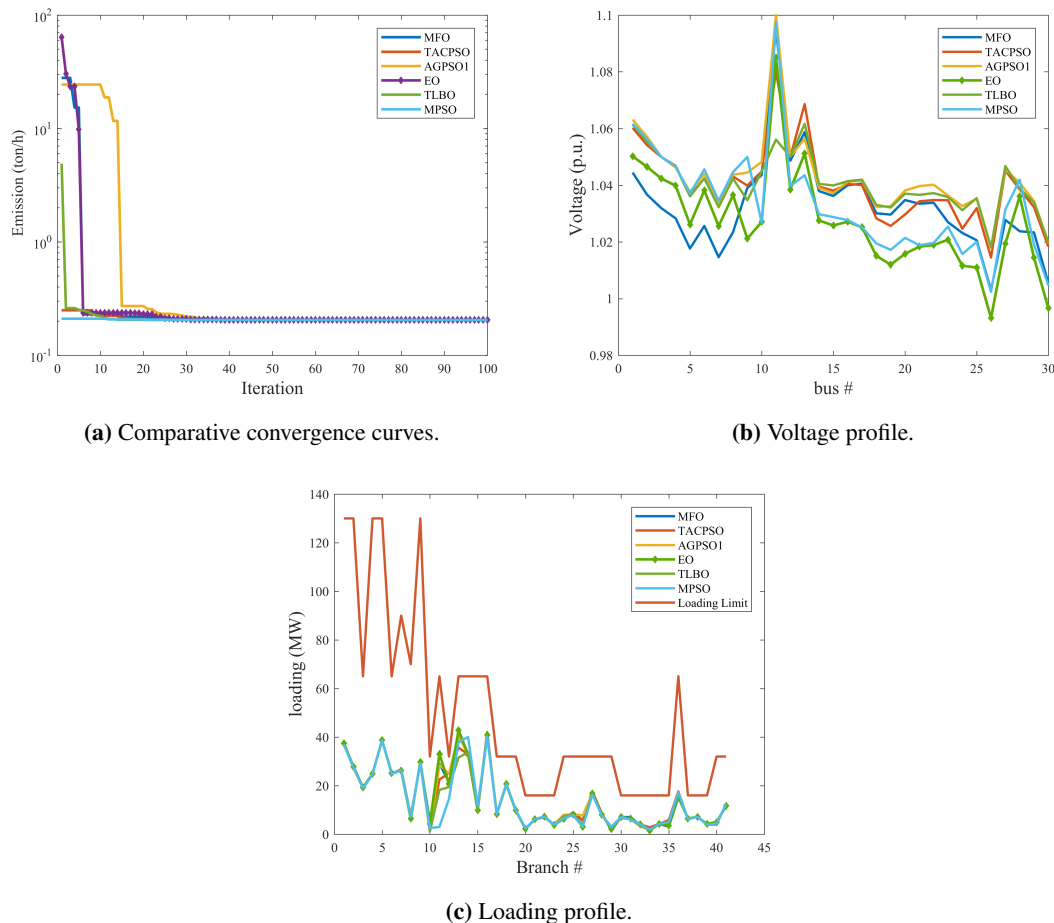 10^2
10^1
10^0
10^-1
Emission (ton/h)
0 10 20 30 40 50 60 70 80 90 100
Iteration
MFO
TACPSO
AGPSO1
EO
TLBO
MPSO
(a) Comparative convergence curves.
1.1
1.08
1.06
1.04
1.02
1
0.98
Voltage (p.u.)
0 5 10 15 20 25 30
bus #
MFO
TACPSO
AGPSO1
EO
TLBO
MPSO
(b) Voltage profile.
140
120
100
80
60
40
20
0
loading (MW)
0 5 10 15 20 25 30 35 40 45
Branch #
MFO
TACPSO
AGPSO1
EO
TLBO
MPSO
Loading Limit
(c) Loading profile.